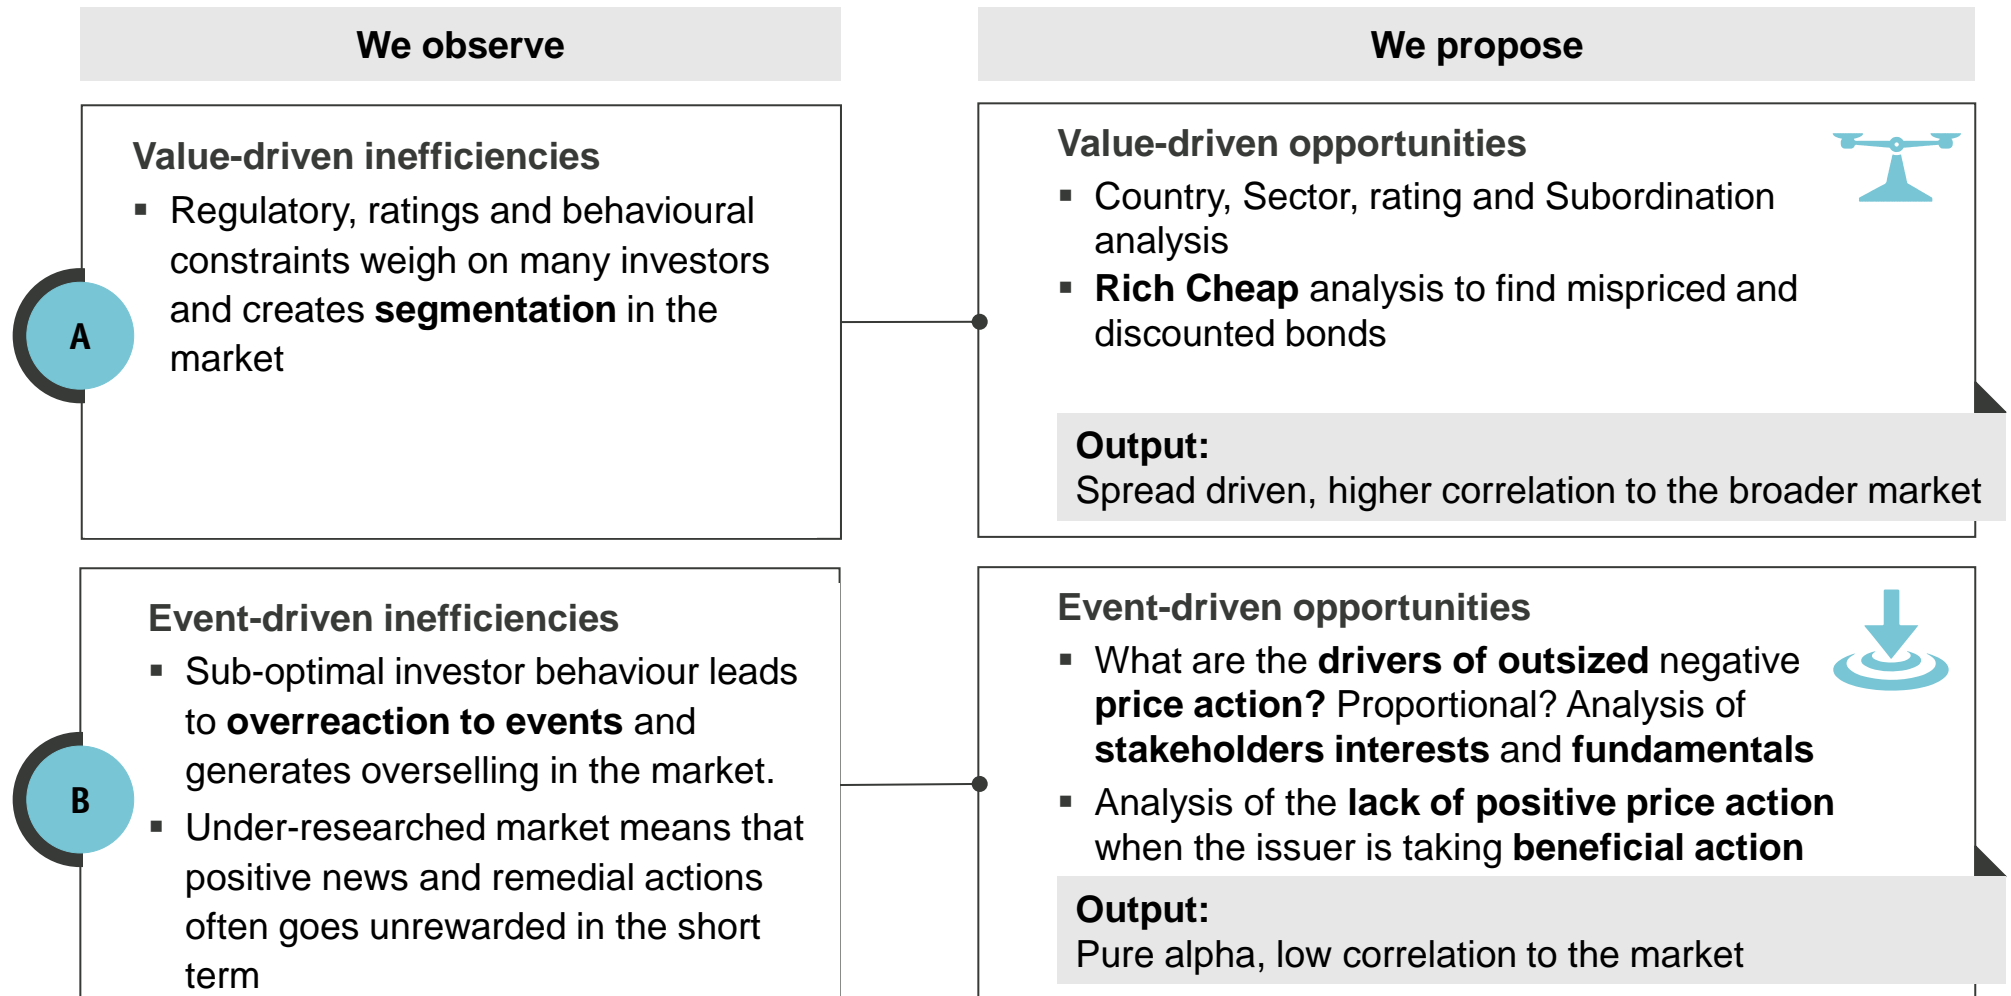 We observe
We propose
A
Value-driven inefficiencies
▪ Regulatory, ratings and behavioural
constraints weigh on many investors
and creates segmentation in the
market
Value-driven opportunities
▪ Country, Sector, rating and Subordination
analysis
▪ Rich Cheap analysis to find mispriced and
discounted bonds
Output:
Spread driven, higher correlation to the broader market
B
Event-driven inefficiencies
▪ Sub-optimal investor behaviour leads
to overreaction to events and
generates overselling in the market.
▪ Under-researched market means that
positive news and remedial actions
often goes unrewarded in the short
term
Event-driven opportunities
▪ What are the drivers of outsized negative
price action? Proportional? Analysis of
stakeholders interests and fundamentals
▪ Analysis of the lack of positive price action
when the issuer is taking beneficial action
Output:
Pure alpha, low correlation to the market